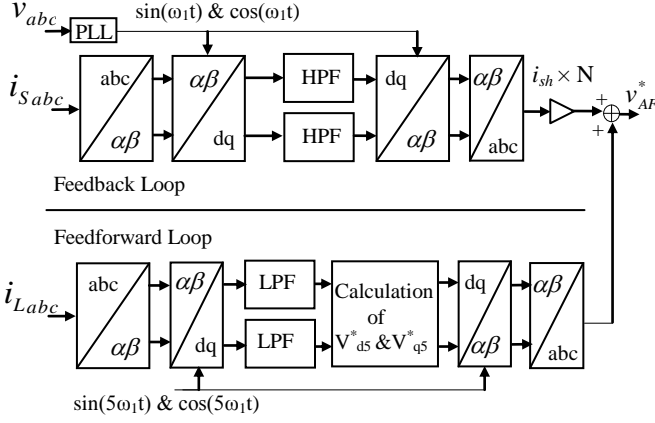 v_abc
PLL
sin(ω1t) & cos(ω1t)
i_Sabc
abc
αβ
αβ
dq
HPF
HPF
dq
αβ
αβ
abc
i_sh × N
+
+
v*_AF
Feedback Loop
Feedforward Loop
i_Labc
abc
αβ
αβ
dq
LPF
LPF
Calculation
of
V*_d5 & V*_q5
dq
αβ
αβ
abc
sin(5ω1t) & cos(5ω1t)